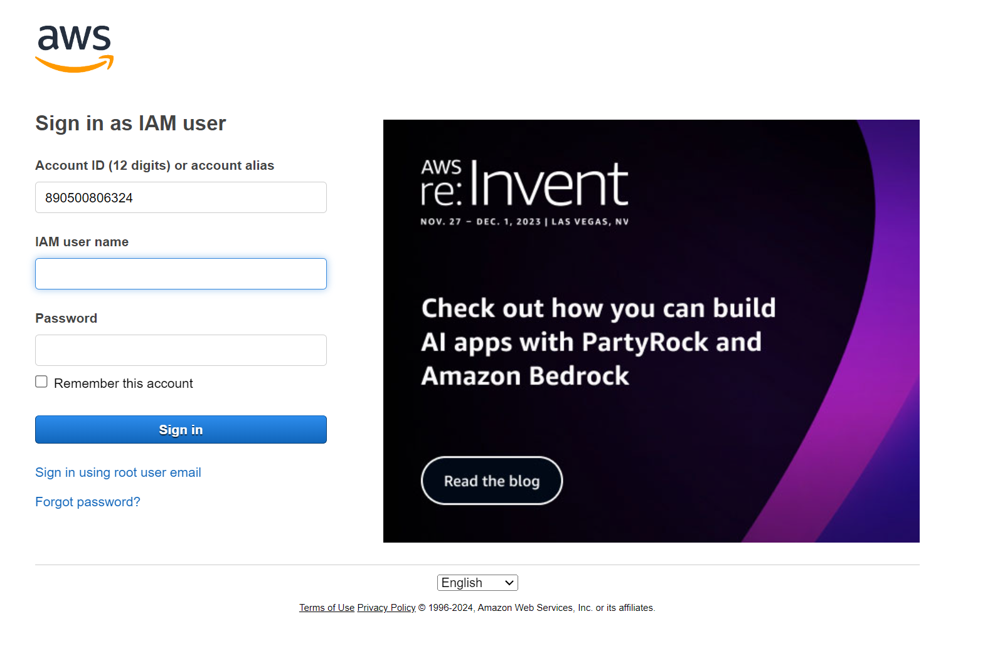 aws
Sign in as IAM user
Account ID (12 digits) or account alias
890500806324
IAM user name
Password
Remember this account
Sign in
Sign in using root user email
Forgot password?
AWS
re:Invent
NOV. 27 – DEC. 1, 2023 | LAS VEGAS, NV
Check out how you can build
AI apps with PartyRock and
Amazon Bedrock
Read the blog
English
Terms of Use Privacy Policy © 1996-2024, Amazon Web Services, Inc. or its affiliates.